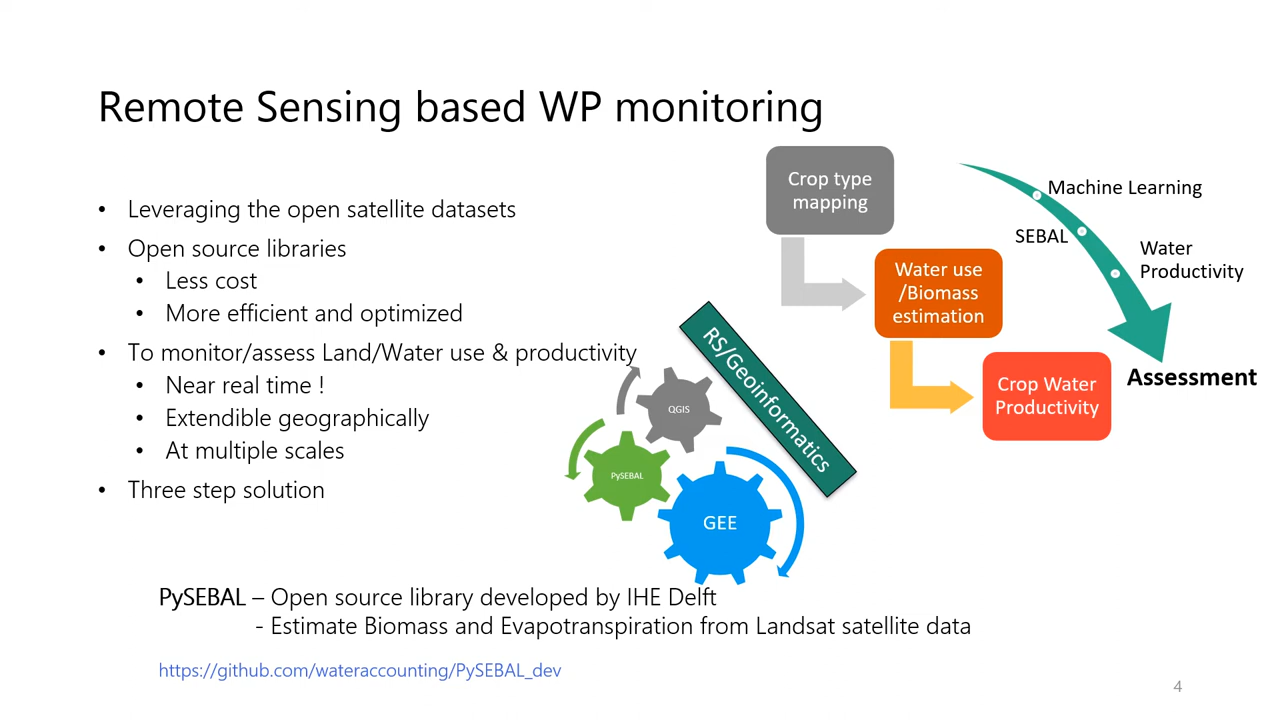 Remote Sensing based WP monitoring
• Leveraging the open satellite datasets
• Open source libraries
• Less cost
• More efficient and optimized
• To monitor/assess Land/Water use & productivity
• Near real time !
• Extendible geographically
• At multiple scales
• Three step solution
Crop type
mapping
Water use
/Biomass
estimation
Crop Water
Productivity
Machine Learning
SEBAL
Water
Productivity
Assessment
RS/Geoinformatics
QGIS
PySEBAL
GEE
PySEBAL – Open source library developed by IHE Delft
- Estimate Biomass and Evapotranspiration from Landsat satellite data
https://github.com/wateraccounting/PySEBAL_dev
4